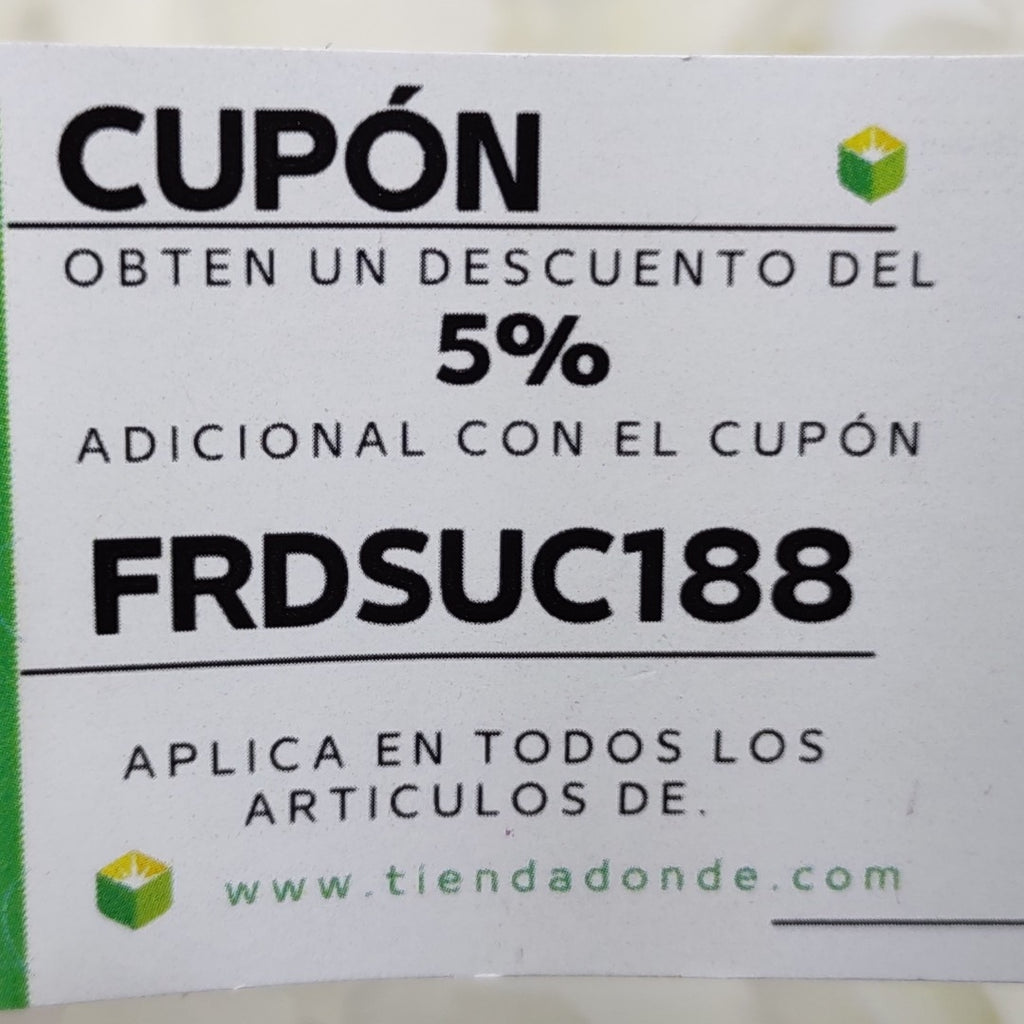 CUPÓN
OBTEN UN DESCUENTO DEL
5%
ADICIONAL CON EL CUPÓN
FRDSUC188
APLICA EN TODOS LOS
ARTICULOS DE.
www.tiendadonde.com